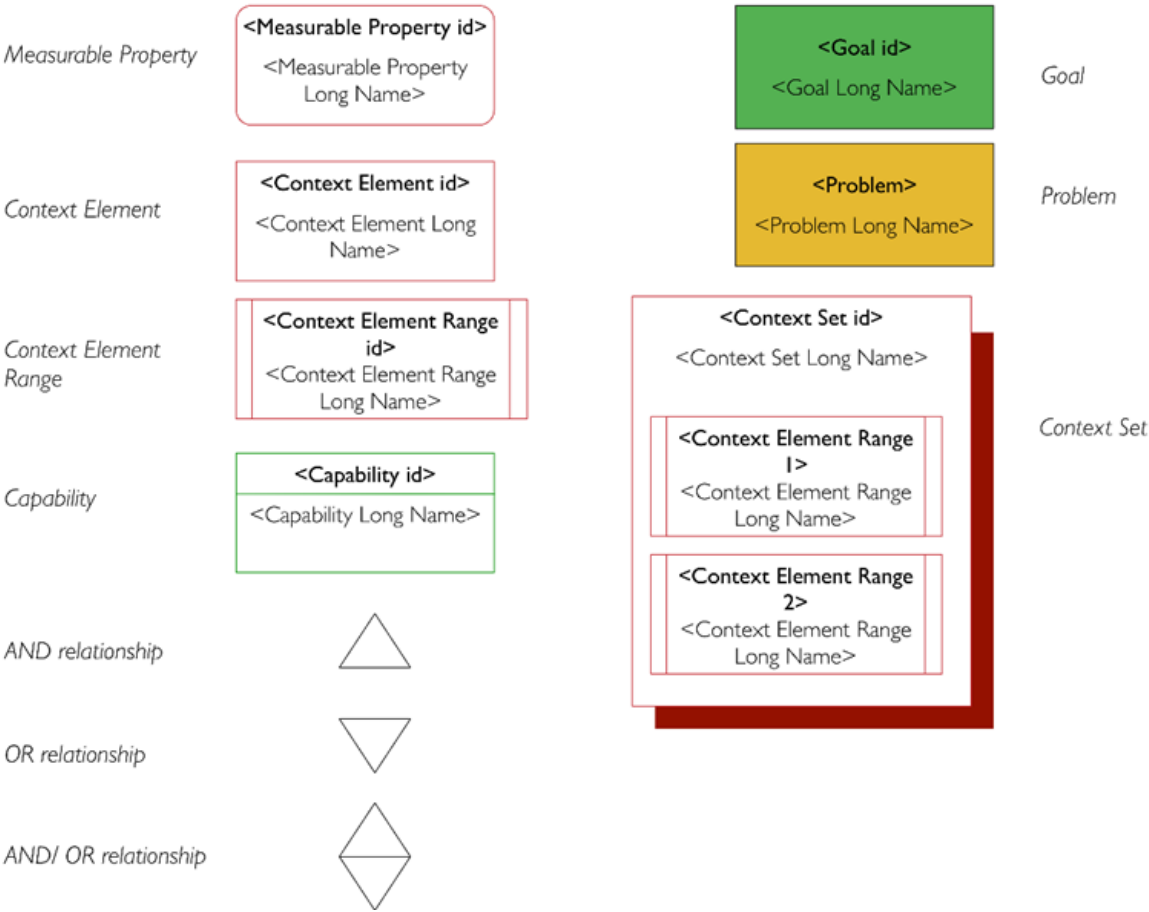 Measurable Property
<Measurable Property id>
<Measurable Property
Long Name>
Context Element
<Context Element id>
<Context Element Long
Name>
Context Element
Range
<Context Element Range
id>
<Context Element Range
Long Name>
Capability
<Capability id>
<Capability Long Name>
AND relationship
OR relationship
AND/ OR relationship
<Goal id>
<Goal Long Name>
Goal
<Problem>
<Problem Long Name>
Problem
<Context Set id>
<Context Set Long Name>
<Context Element Range
1>
<Context Element Range
Long Name>
<Context Element Range
2>
<Context Element Range
Long Name>
Context Set